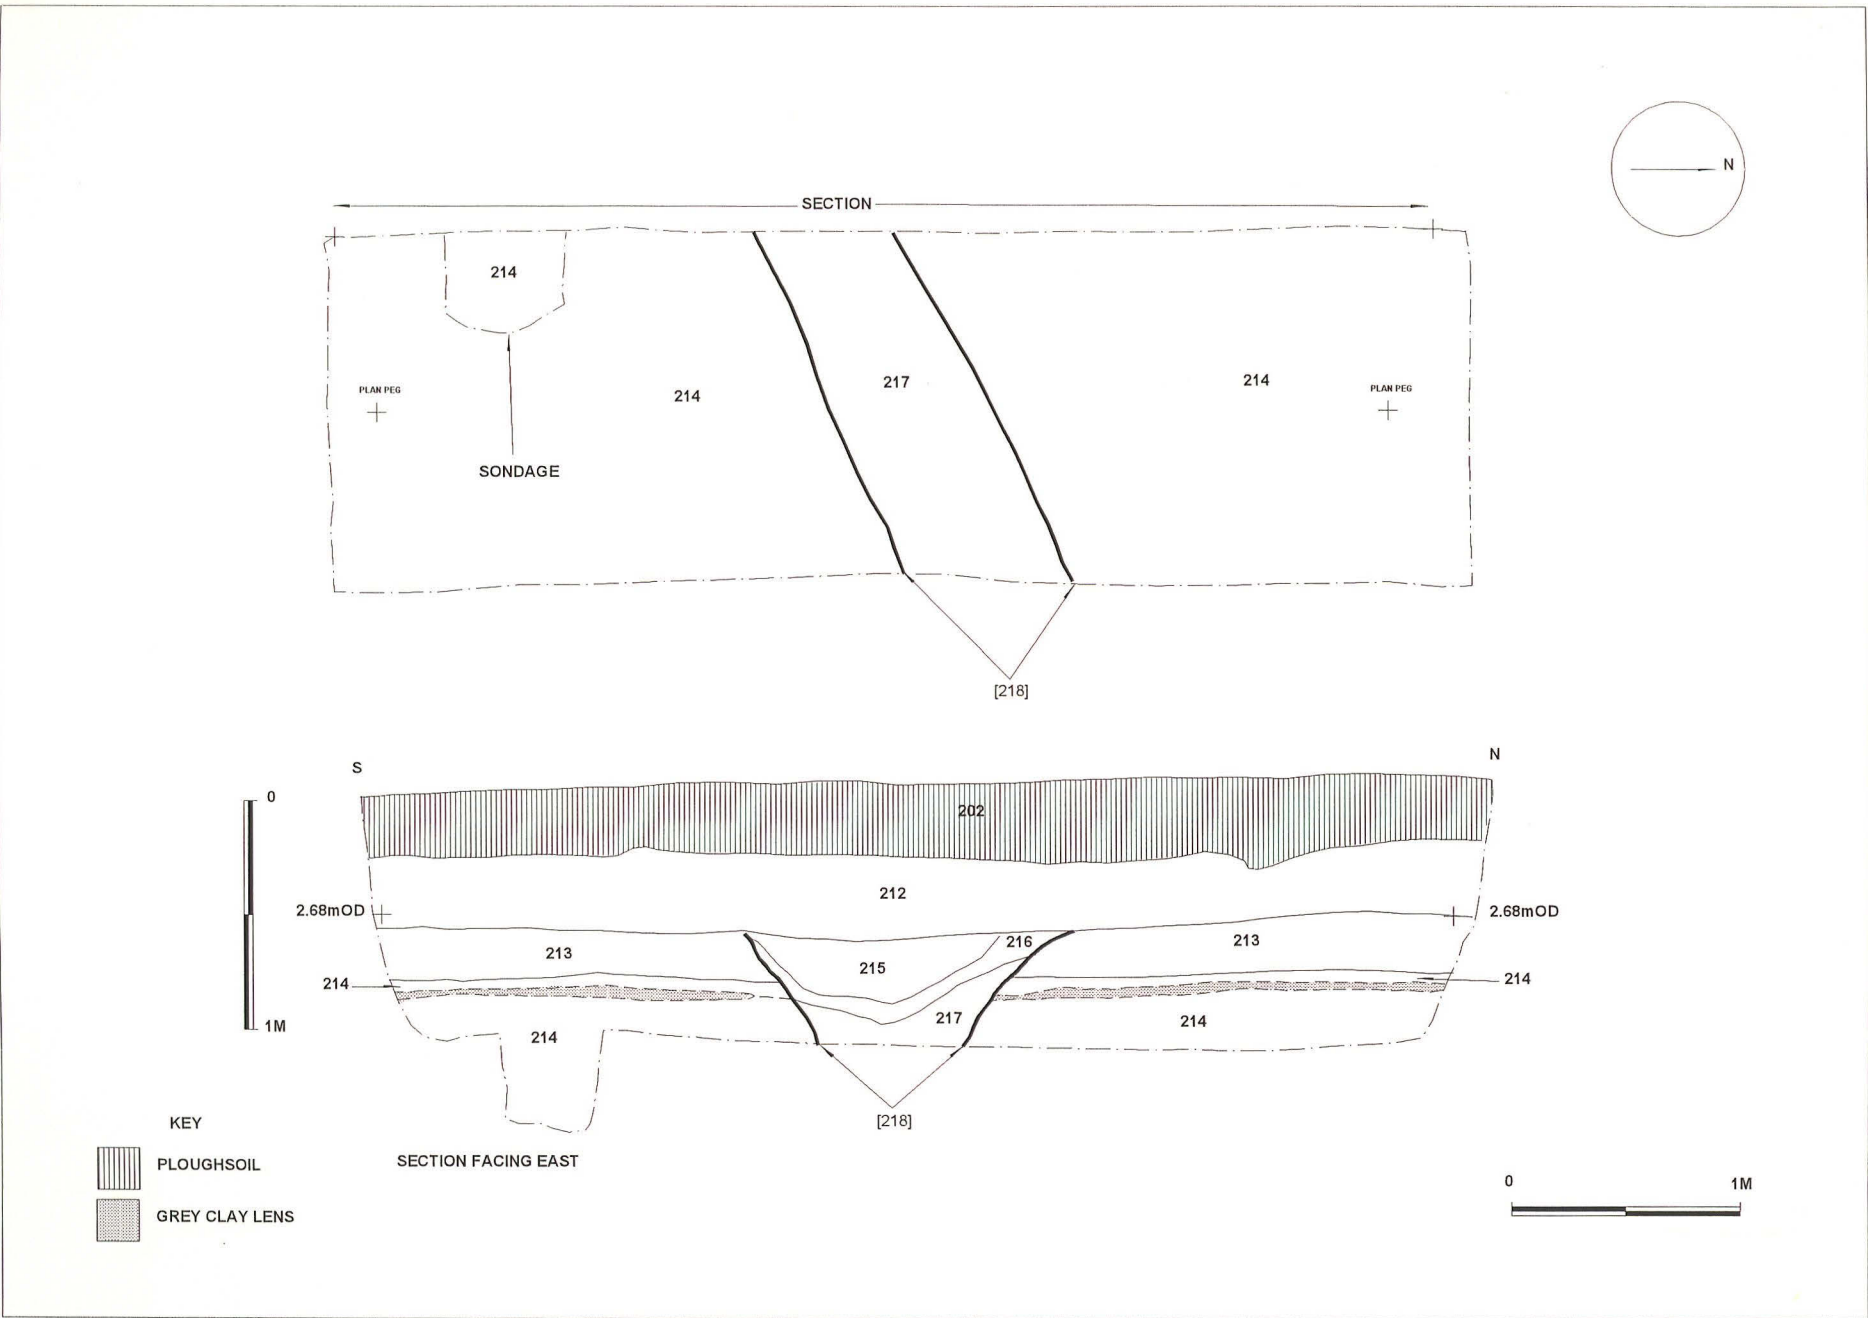 N
SECTION
214
PLAN PEG
214
217
214
PLAN PEG
SONDAGE
[218]
S
N
0
202
212
2.68mOD
2.68mOD
213
216
213
215
214
214
217
214
1M
214
[218]
KEY
PLOUGHSOIL
SECTION FACING EAST
GREY CLAY LENS
0
1M